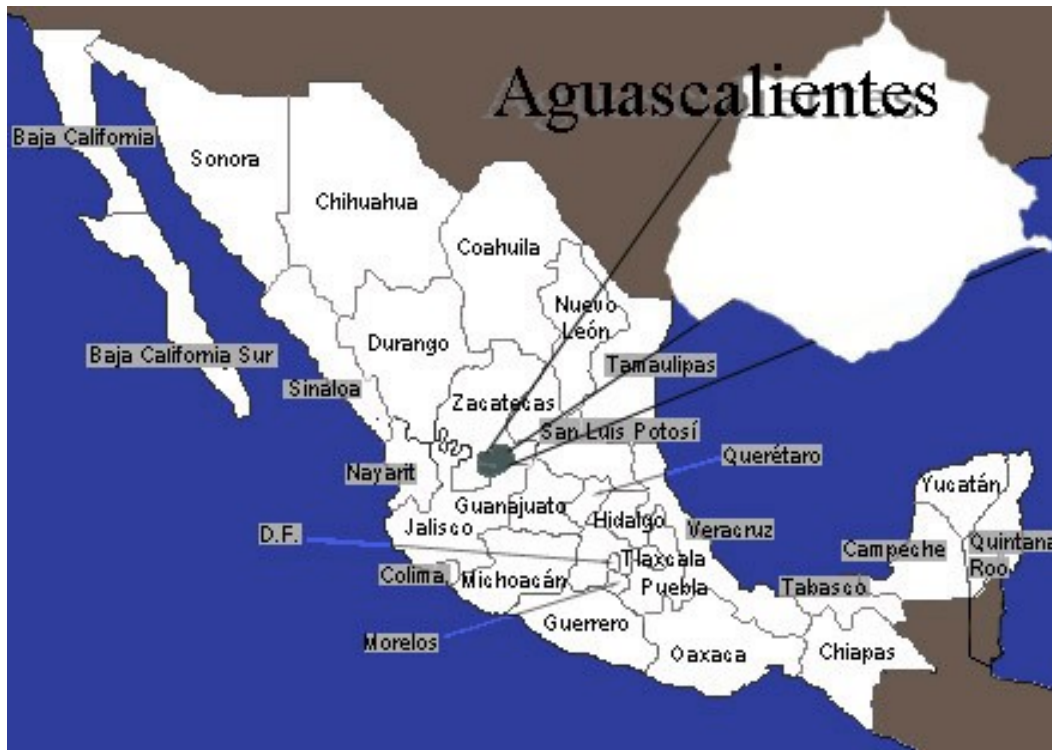 Aguascalientes
Baja California
Sonora
Chihuahua
Coahuila
Nuevo
León
Durango
Baja California Sur
Tamaulipas
Sinaloa
Zacatecas
San Luis Potosí
Querétaro
Nayarit
Yucatán
Guanajuato
Hidalgo
Jalisco
Veracruz
D.F.
Campeche
Quintana
Roo
Tlaxcala
Colima
Michoacán
Puebla
Tabasco
Guerrero
Morelos
Oaxaca
Chiapas